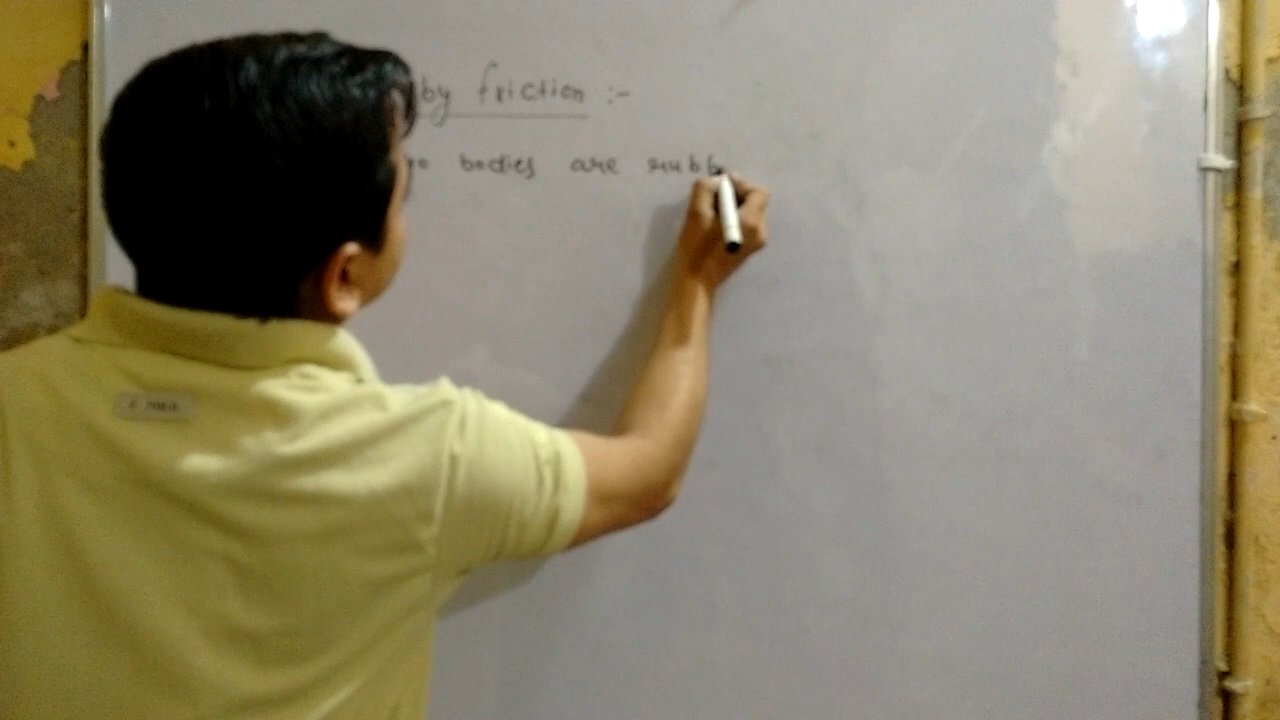 by friction :-
bodies are rubb